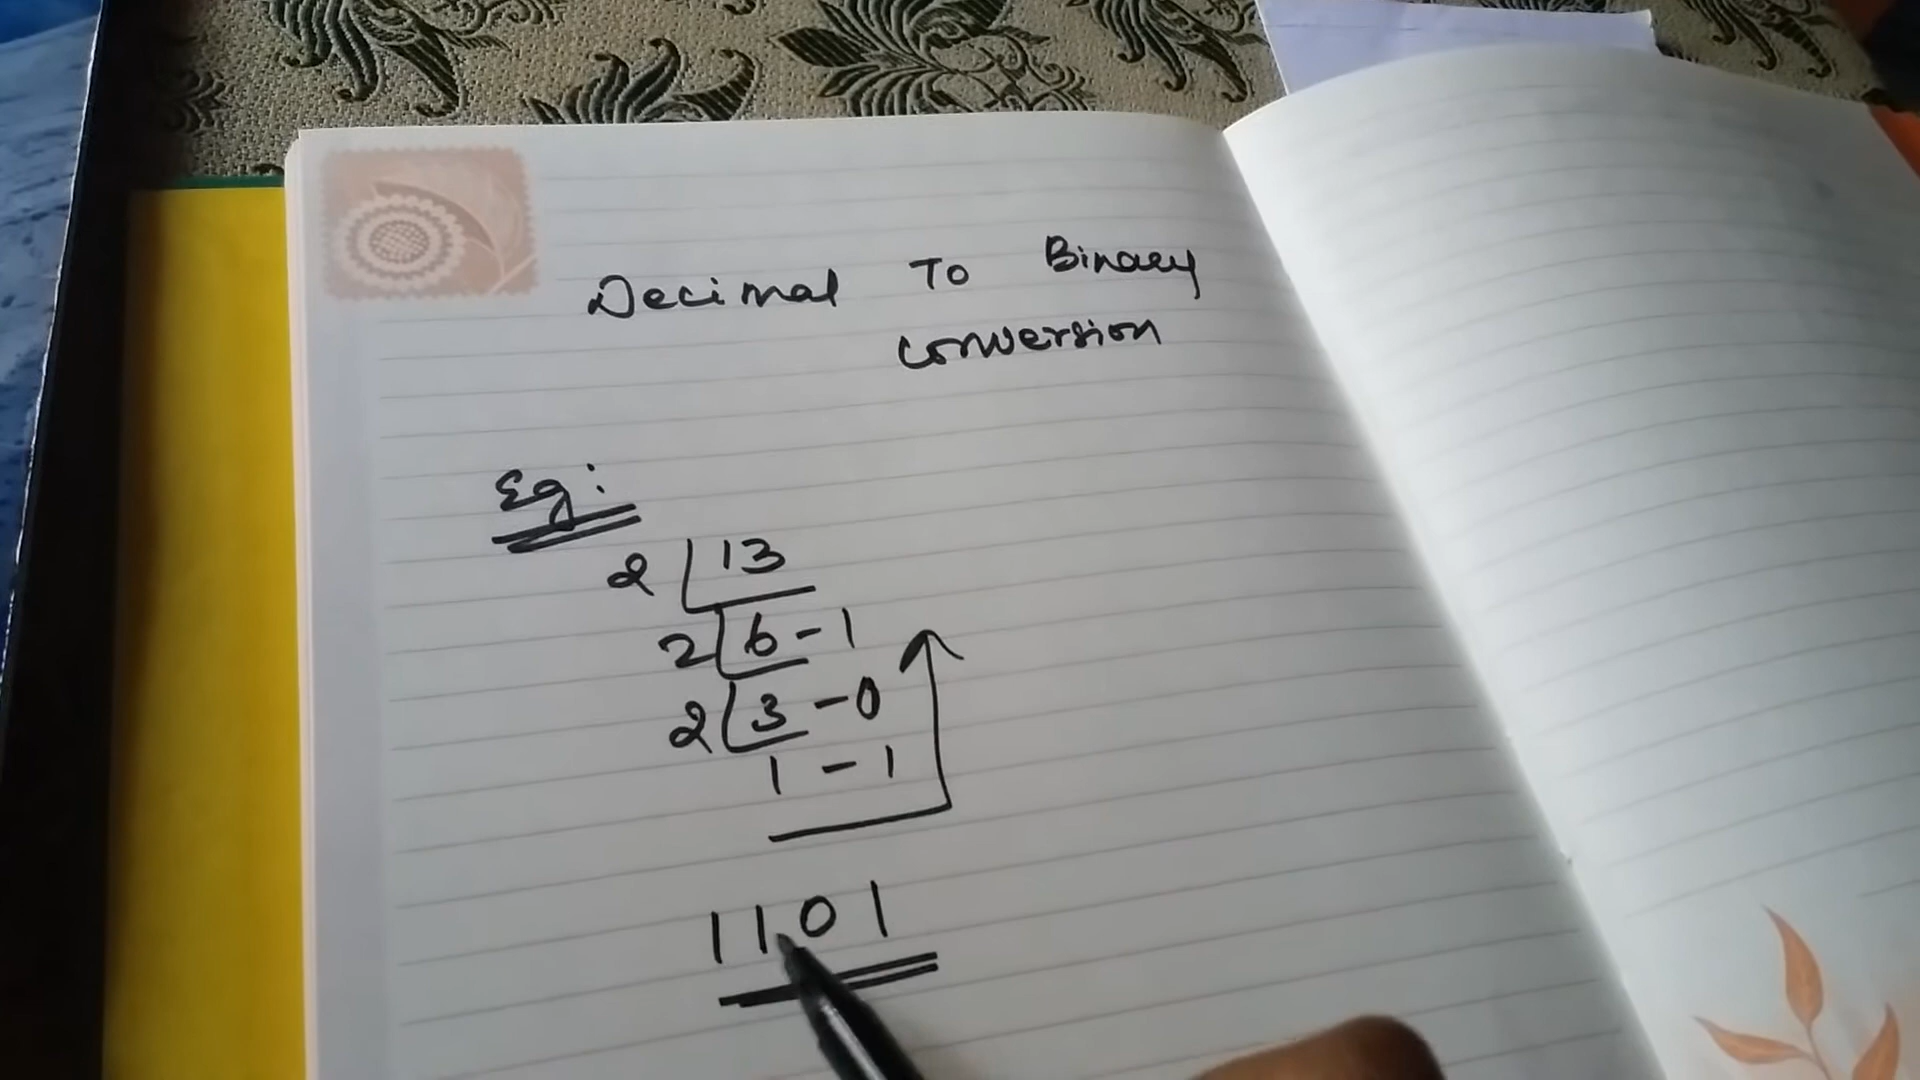 Decimal To Binary
conversion
Eg:
2 13
2 6 - 1
2 3 - 0
1 - 1
1101